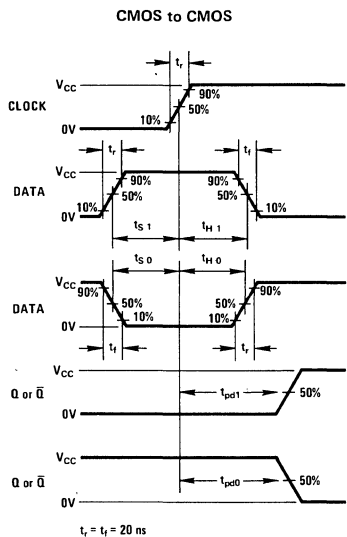 CMOS to CMOS
tr
VCC
90%
CLOCK
50%
10%
0V
tr
tf
VCC
90%
90%
DATA
50%
50%
10%
10%
0V
tS 1
tH 1
tS 0
tH 0
VCC
90%
90%
DATA
50%
50%
10%
10%
0V
tf
tr
VCC
Q or Q̅
tpd1
50%
0V
VCC
Q or Q̅
tpd0
50%
0V
tr = tf = 20 ns